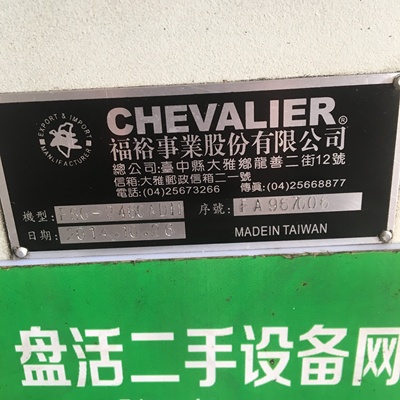 EXPORT & IMPORT
MANUFACTURER
CHEVALIER®
福裕事業股份有限公司
總公司:臺中縣大雅鄉龍善二街12號
信箱:大雅郵政信箱二一號
電話:(04)25673266 傳真:(04)25668877
機型: 序號:
日期:
MADE IN TAIWAN
盘活二手设备网